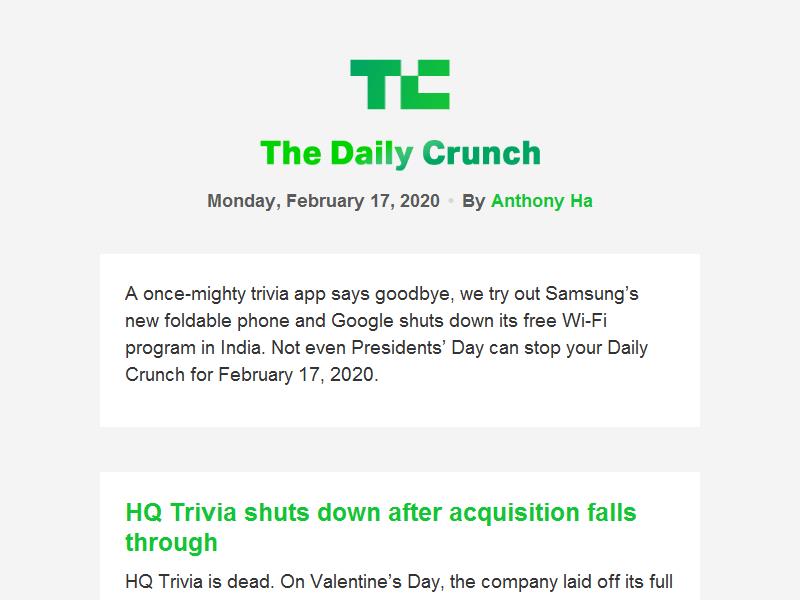 TC
The Daily Crunch
Monday, February 17, 2020 • By Anthony Ha
A once-mighty trivia app says goodbye, we try out Samsung’s
new foldable phone and Google shuts down its free Wi-Fi
program in India. Not even Presidents’ Day can stop your Daily
Crunch for February 17, 2020.
HQ Trivia shuts down after acquisition falls
through
HQ Trivia is dead. On Valentine’s Day, the company laid off its full